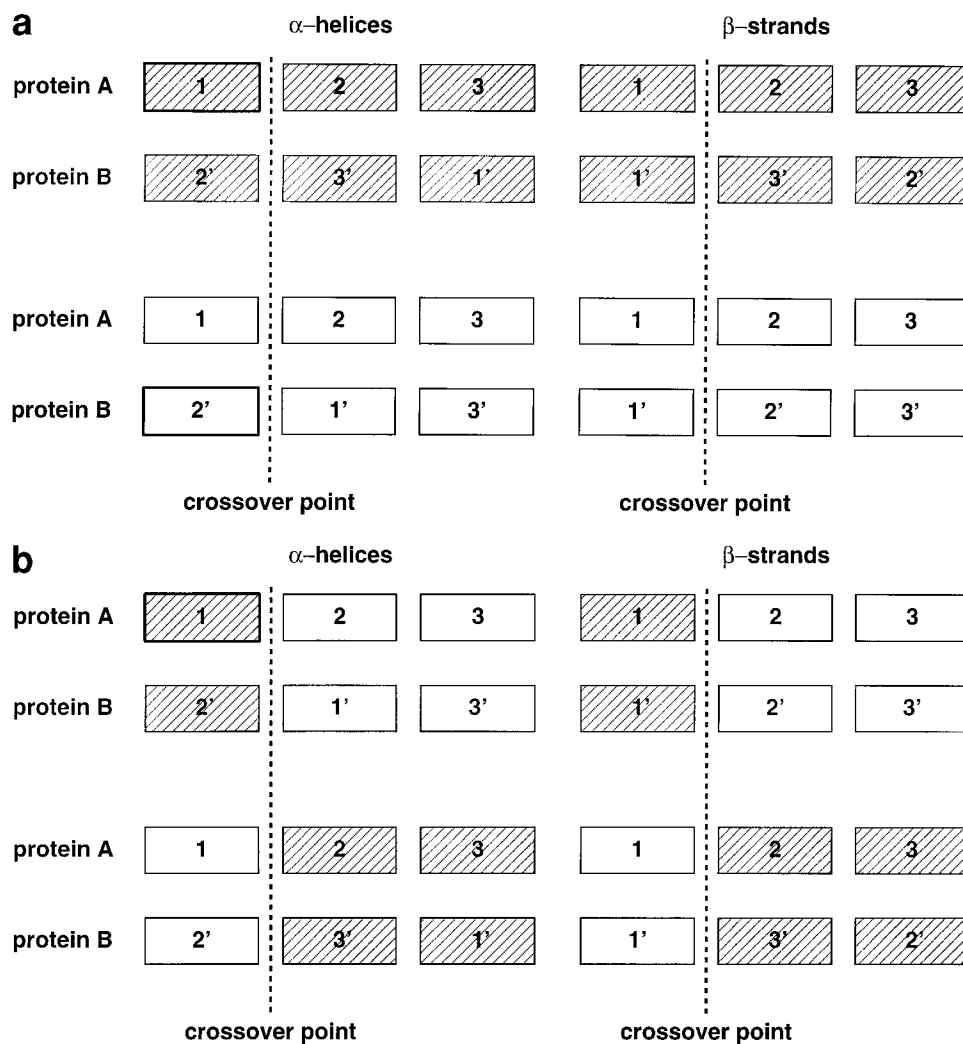 a
α–helices β–strands
protein A 1 2 3 1 2 3
protein B 2’ 3’ 1’ 1’ 3’ 2’
protein A 1 2 3 1 2 3
protein B 2’ 1’ 3’ 1’ 2’ 3’
crossover point crossover point
b
α–helices β–strands
protein A 1 2 3 1 2 3
protein B 2’ 1’ 3’ 1’ 2’ 3’
protein A 1 2 3 1 2 3
protein B 2’ 3’ 1’ 1’ 3’ 2’
crossover point crossover point